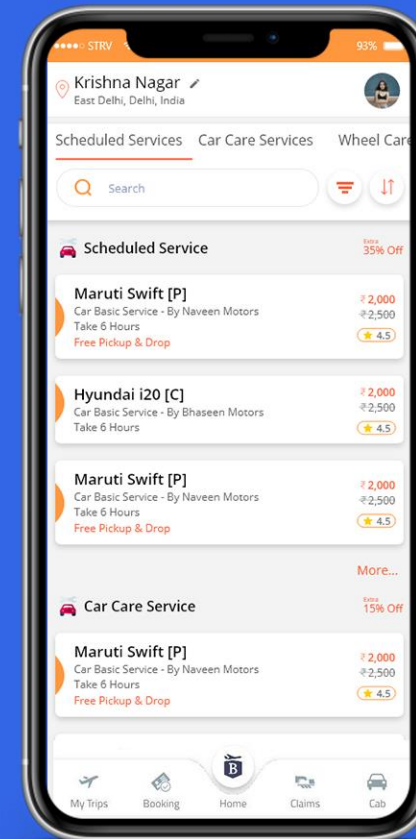 STRV
93%
Krishna Nagar
East Delhi, Delhi, India
Scheduled Services Car Care Services Wheel Care
Search
Scheduled Service
Extra
35% Off
Maruti Swift [P]
Car Basic Service - By Naveen Motors
Take 6 Hours
Free Pickup & Drop
₹ 2,000
₹ 2,500
4.5
Hyundai i20 [C]
Car Basic Service - By Bhaseen Motors
Take 6 Hours
₹ 2,000
₹ 2,500
4.5
Maruti Swift [P]
Car Basic Service - By Naveen Motors
Take 6 Hours
Free Pickup & Drop
₹ 2,000
₹ 2,500
4.5
More...
Car Care Service
Extra
15% Off
Maruti Swift [P]
Car Basic Service - By Naveen Motors
Take 6 Hours
Free Pickup & Drop
₹ 2,000
₹ 2,500
4.5
B
My Trips Booking Home Claims Cab